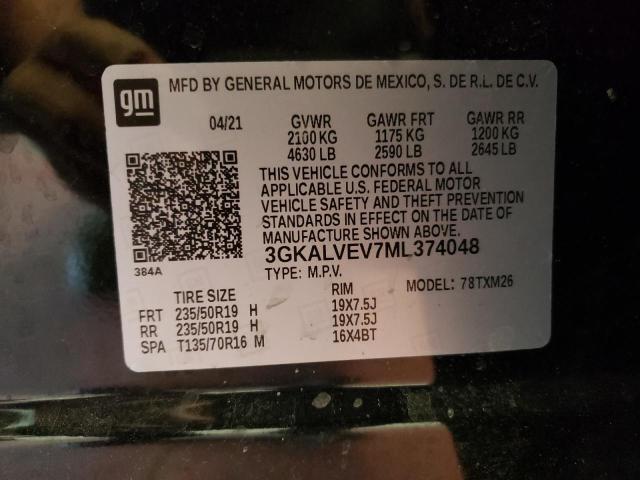 gm
MFD BY GENERAL MOTORS DE MEXICO, S. DE R.L. DE C.V.
04/21 GVWR GAWR FRT GAWR RR
2100 KG 1175 KG 1200 KG
4630 LB 2590 LB 2645 LB
THIS VEHICLE CONFORMS TO ALL
APPLICABLE U.S. FEDERAL MOTOR
VEHICLE SAFETY AND THEFT PREVENTION
STANDARDS IN EFFECT ON THE DATE OF
MANUFACTURE SHOWN ABOVE.
384A
3GKALVEV7ML374048
TYPE: M.P.V. MODEL: 78TXM26
TIRE SIZE RIM
FRT 235/50R19 H 19X7.5J
RR 235/50R19 H 19X7.5J
SPA T135/70R16 M 16X4BT